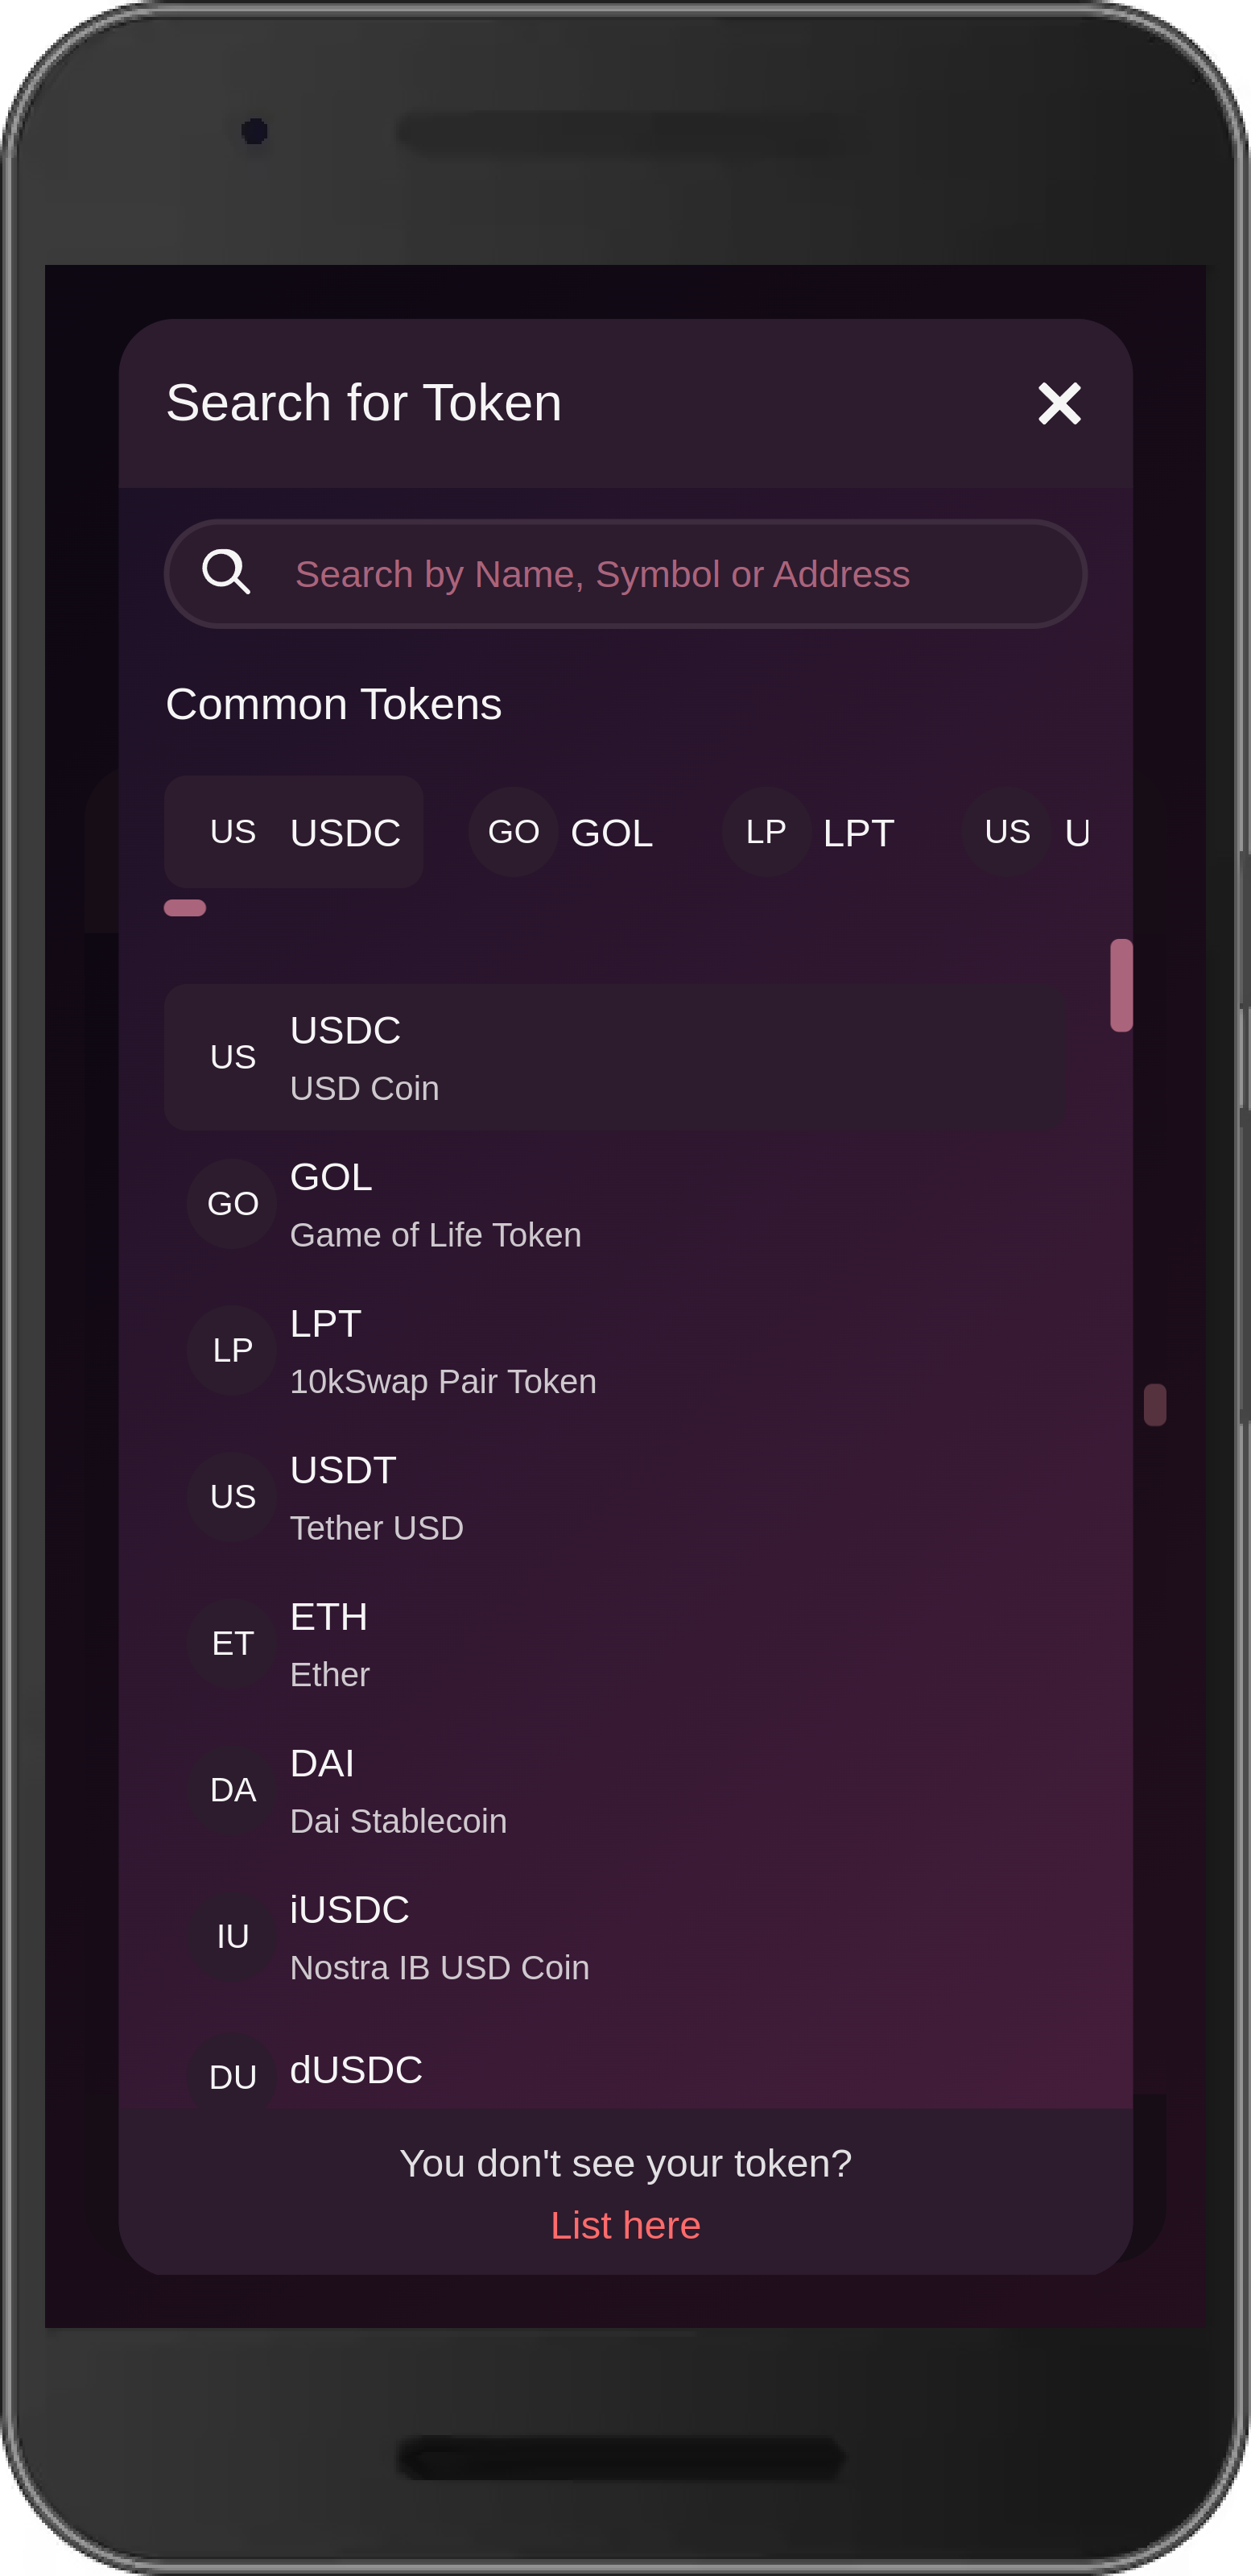 Search for Token
Search by Name, Symbol or Address
Common Tokens
US USDC GO GOL LP LPT US U
US
USDC
USD Coin
GO
GOL
Game of Life Token
LP
LPT
10kSwap Pair Token
US
USDT
Tether USD
ET
ETH
Ether
DA
DAI
Dai Stablecoin
IU
iUSDC
Nostra IB USD Coin
DU
dUSDC
You don't see your token?
List here